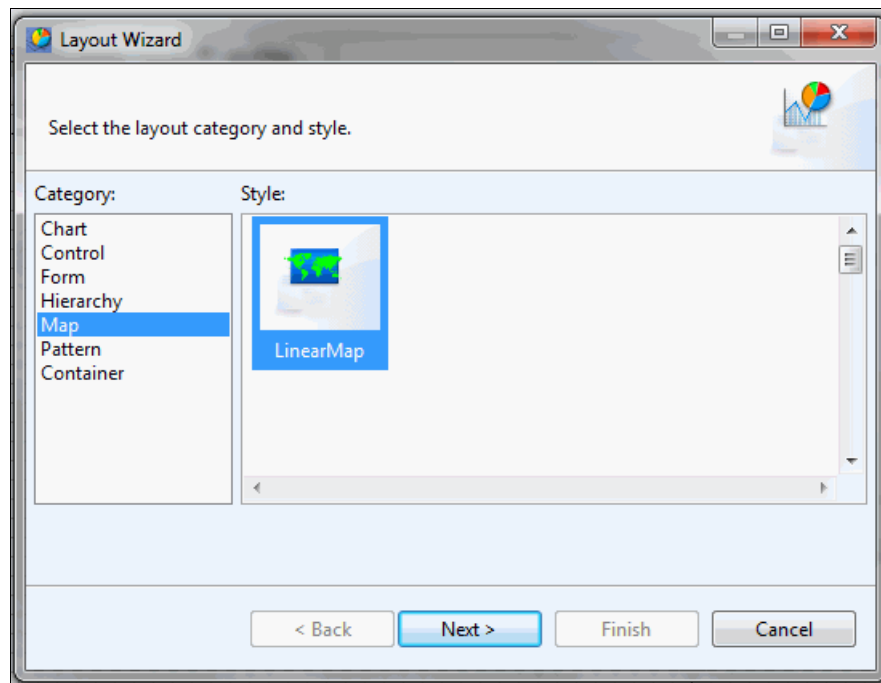 Layout Wizard
Select the layout category and style.
Category:
Style:
Chart
Control
Form
Hierarchy
Map
Pattern
Container
LinearMap
< Back
Next >
Finish
Cancel